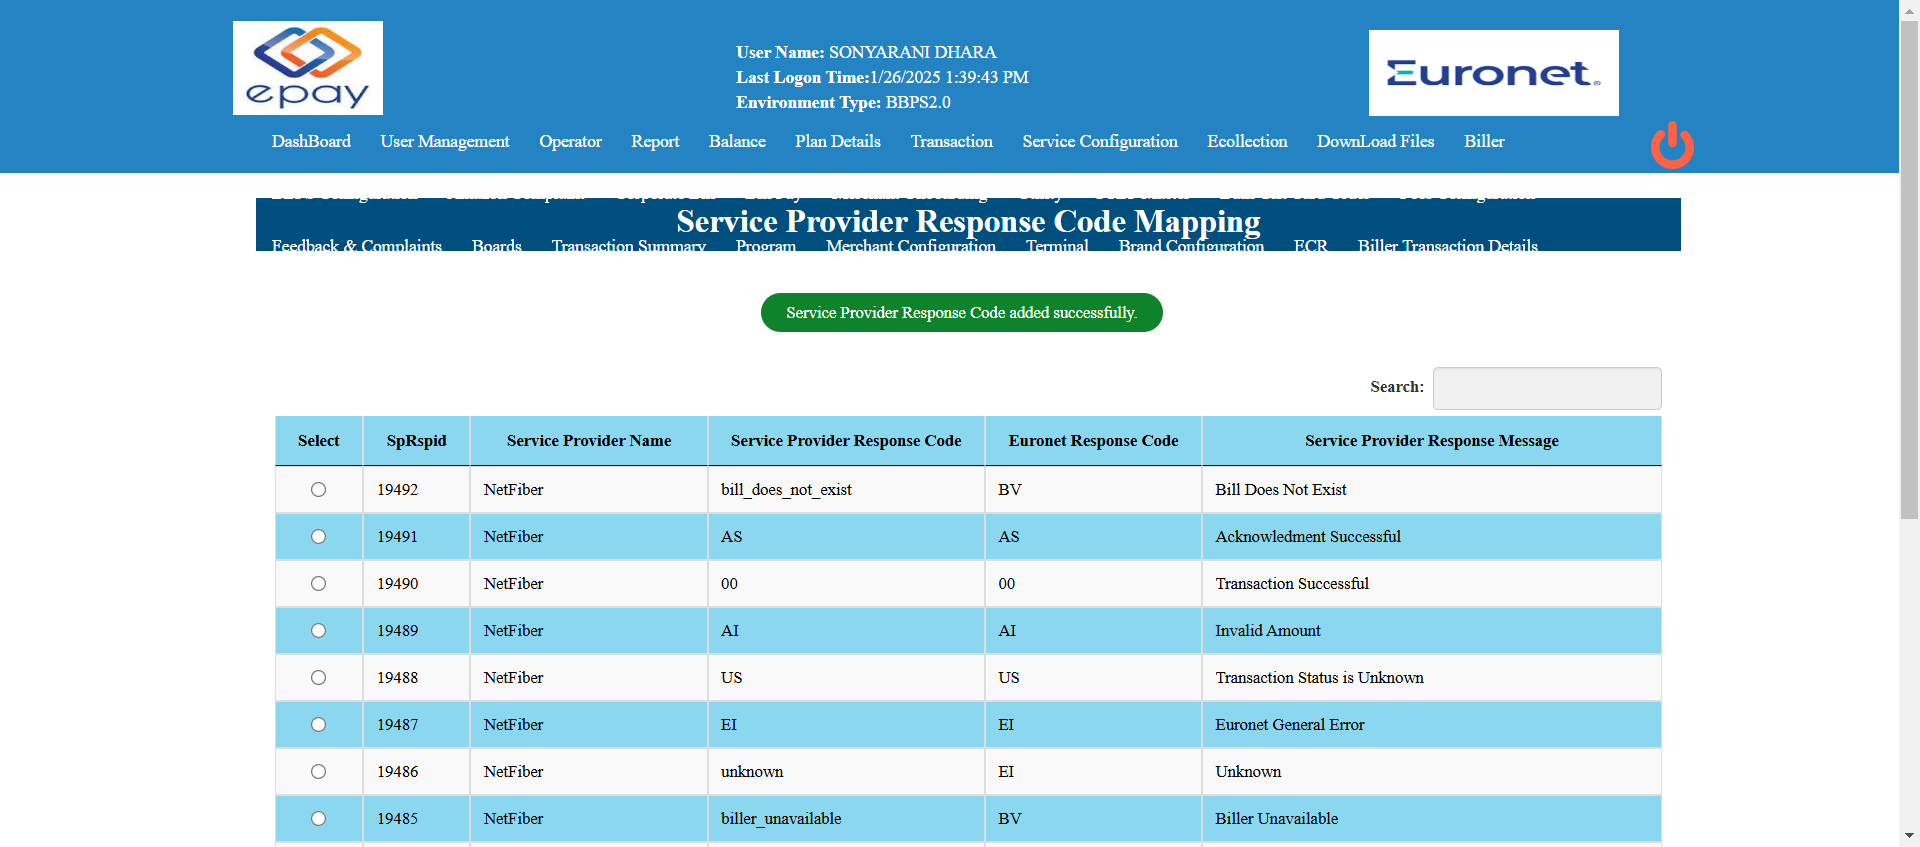 epay
User Name: SONYARANI DHARA
Last Logon Time:1/26/2025 1:39:43 PM
Environment Type: BBPS2.0
Euronet
DashBoard User Management Operator Report Balance Plan Details Transaction Service Configuration Ecollection DownLoad Files Biller
Service Provider Response Code Mapping
Feedback & Complaints Boards Transaction Summary Program Merchant Configuration Terminal Brand Configuration ECR Biller Transaction Details
Service Provider Response Code added successfully.
Search:
Select SpRspid Service Provider Name Service Provider Response Code Euronet Response Code Service Provider Response Message
19492 NetFiber bill_does_not_exist BV Bill Does Not Exist
19491 NetFiber AS AS Acknowledment Successful
19490 NetFiber 00 00 Transaction Successful
19489 NetFiber AI AI Invalid Amount
19488 NetFiber US US Transaction Status is Unknown
19487 NetFiber EI EI Euronet General Error
19486 NetFiber unknown EI Unknown
19485 NetFiber biller_unavailable BV Biller Unavailable